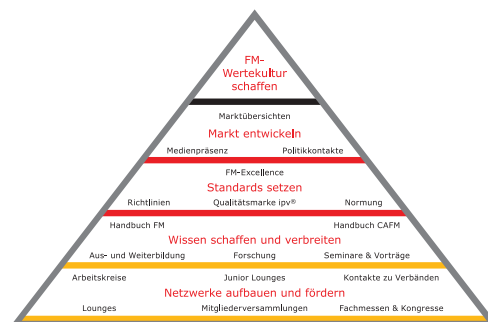 FM-
Wertekultur
schaffen
Marktübersichten
Markt entwickeln
Medienpräsenz Politikkontakte
FM-Excellence
Standards setzen
Richtlinien Qualitätsmarke ipv® Normung
Handbuch FM Handbuch CAFM
Wissen schaffen und verbreiten
Aus- und Weiterbildung Forschung Seminare & Vorträge
Arbeitskreise Junior Lounges Kontakte zu Verbänden
Netzwerke aufbauen und fördern
Lounges Mitgliederversammlungen Fachmessen & Kongresse